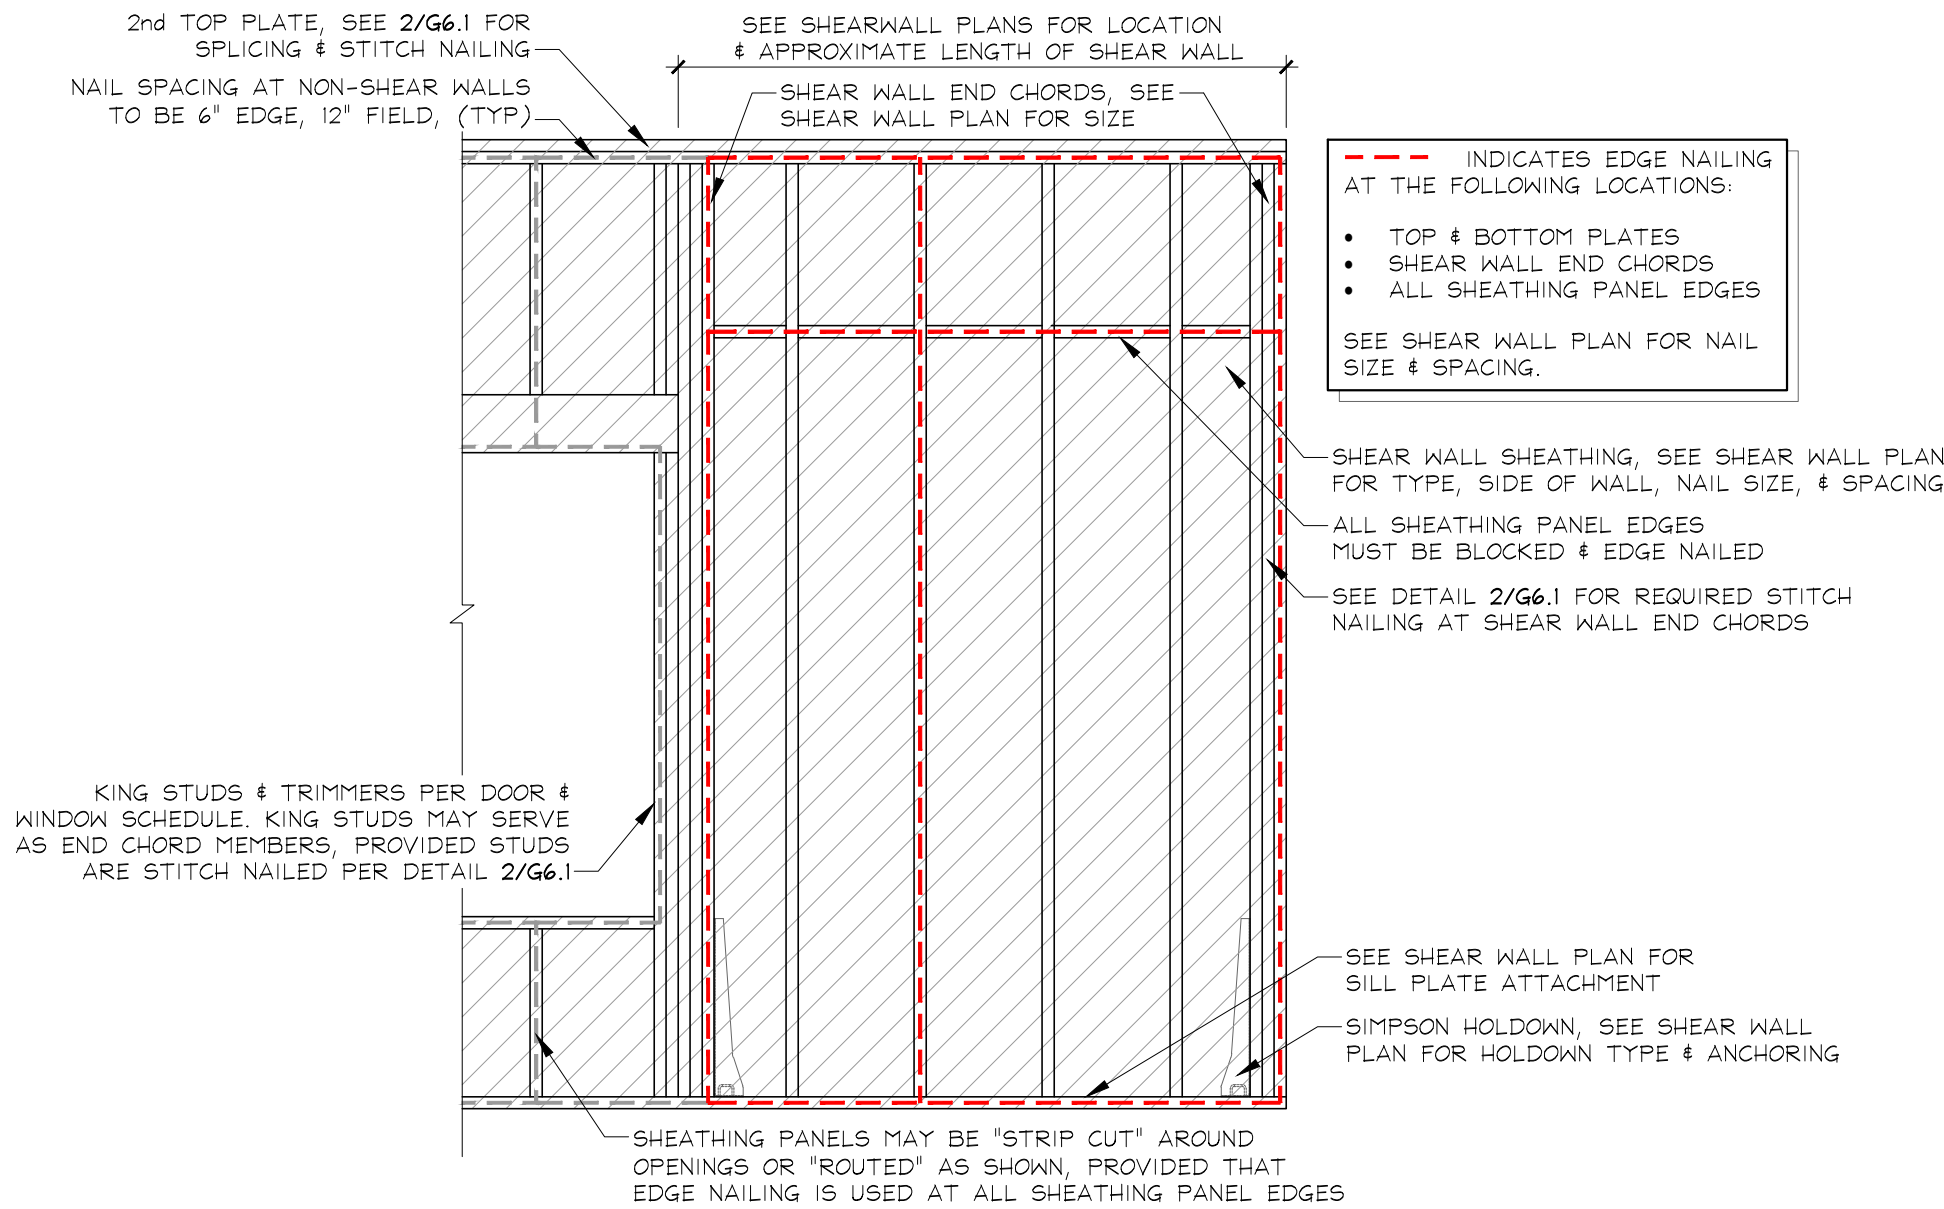 2nd TOP PLATE, SEE 2/G6.1 FOR
SPLICING & STITCH NAILING
NAIL SPACING AT NON-SHEAR WALLS
TO BE 6" EDGE, 12" FIELD, (TYP)
SEE SHEARWALL PLANS FOR LOCATION
& APPROXIMATE LENGTH OF SHEAR WALL
SHEAR WALL END CHORDS, SEE
SHEAR WALL PLAN FOR SIZE
INDICATES EDGE NAILING
AT THE FOLLOWING LOCATIONS:
• TOP & BOTTOM PLATES
• SHEAR WALL END CHORDS
• ALL SHEATHING PANEL EDGES
SEE SHEAR WALL PLAN FOR NAIL
SIZE & SPACING.
SHEAR WALL SHEATHING, SEE SHEAR WALL PLAN
FOR TYPE, SIDE OF WALL, NAIL SIZE, & SPACING
ALL SHEATHING PANEL EDGES
MUST BE BLOCKED & EDGE NAILED
SEE DETAIL 2/G6.1 FOR REQUIRED STITCH
NAILING AT SHEAR WALL END CHORDS
KING STUDS & TRIMMERS PER DOOR &
WINDOW SCHEDULE. KING STUDS MAY SERVE
AS END CHORD MEMBERS, PROVIDED STUDS
ARE STITCH NAILED PER DETAIL 2/G6.1
SEE SHEAR WALL PLAN FOR
SILL PLATE ATTACHMENT
SIMPSON HOLDOWN, SEE SHEAR WALL
PLAN FOR HOLDOWN TYPE & ANCHORING
SHEATHING PANELS MAY BE "STRIP CUT" AROUND
OPENINGS OR "ROUTED" AS SHOWN, PROVIDED THAT
EDGE NAILING IS USED AT ALL SHEATHING PANEL EDGES